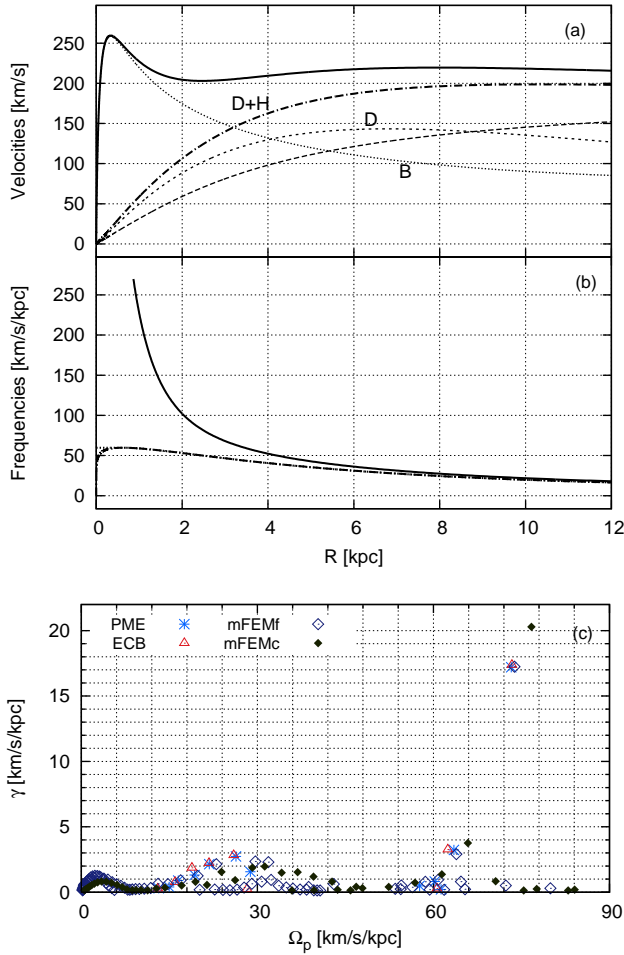 (a)
Velocities [km/s]
250
200
150
100
50
0
D+H
D
B
(b)
Frequencies [km/s/kpc]
250
200
150
100
50
0
0 2 4 6 8 10 12
R [kpc]
(c)
PME mFEMf
ECB mFEMc
γ [km/s/kpc]
20
15
10
5
0
0 30 60 90
Ωp [km/s/kpc]